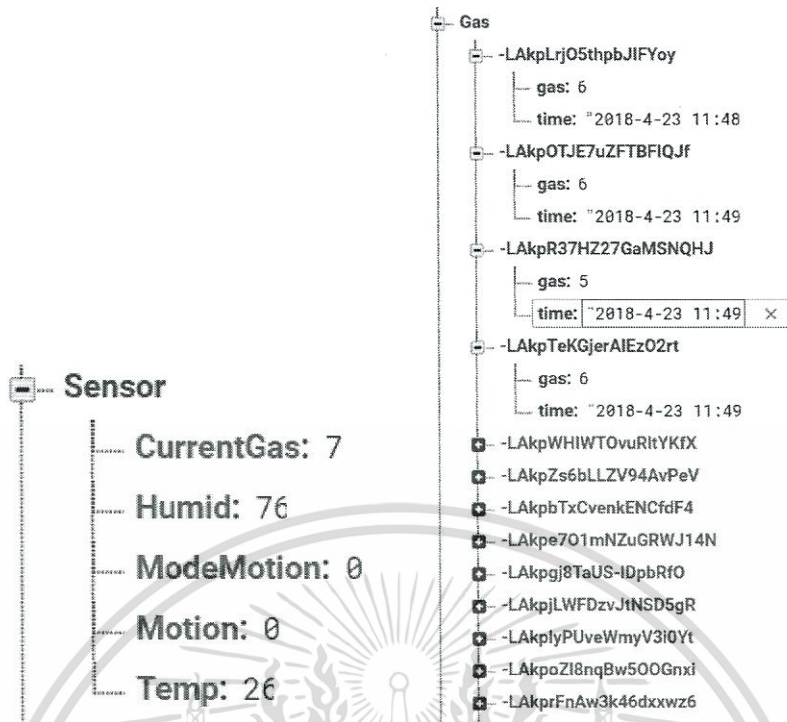 Sensor
CurrentGas: 7
Humid: 76
ModeMotion: 0
Motion: 0
Temp: 26
Gas
-LAkpLrjO5thpbJIFYoy
gas: 6
time: "2018-4-23 11:48
-LAkpOTJE7uZFTBFIQJf
gas: 6
time: "2018-4-23 11:49
-LAkpR37HZ27GaMSNQHJ
gas: 5
time: "2018-4-23 11:49 ×
-LAkpTeKGjerAIEzO2rt
gas: 6
time: "2018-4-23 11:49
-LAkpWHIWTOvuRltYKfX
-LAkpZs6bLLZV94AvPeV
-LAkpbTxCvenkENCfdF4
-LAkpe7O1mNZuGRWJ14N
-LAkpgj8TaUS-IDpbRfO
-LAkpjLWFDzvJtNSD5gR
-LAkplyPUveWmyV3i0Yt
-LAkpoZl8nqBw5OOGnxi
-LAkprFnAw3k46dxxwz6